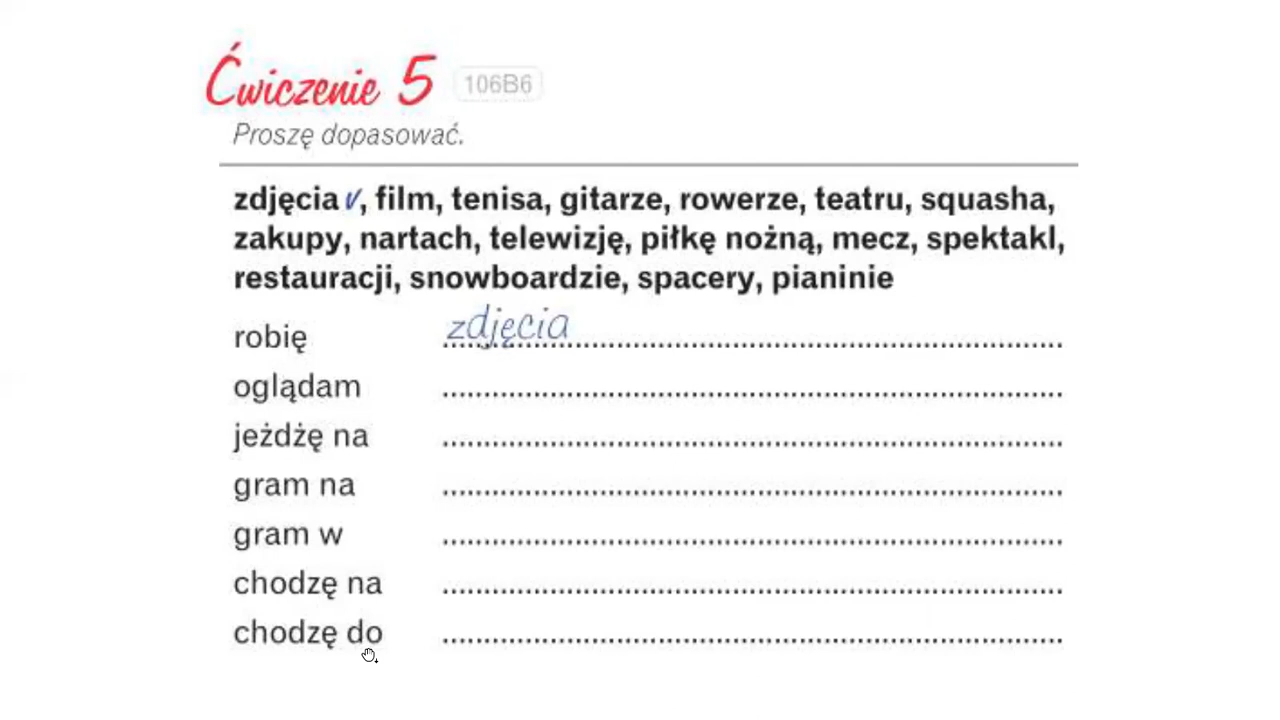 Ćwiczenie 5 106B6
Proszę dopasować.
zdjęcia v, film, tenisa, gitarze, rowerze, teatru, squasha,
zakupy, nartach, telewizję, piłkę nożną, mecz, spektakl,
restauracji, snowboardzie, spacery, pianinie
robię zdjęcia
oglądam
jeżdżę na
gram na
gram w
chodzę na
chodzę do